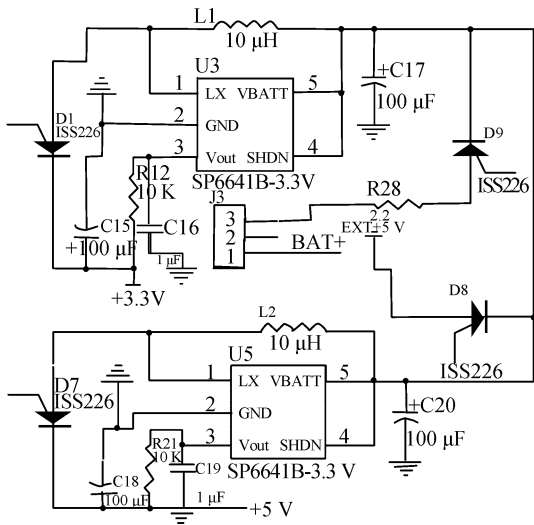 L1
10 μH
U3
1 LX VBATT 5
2 GND
3 Vout SHDN 4
SP6641B-3.3V
+C17
100 μF
D1
ISS226
D9
ISS226
R12
10 K
J3
3
2
1
BAT+
R28
2.2
EXT+5 V
C15
+100 μF
C16
1 μF
+3.3V
D8
ISS226
L2
10 μH
U5
1 LX VBATT 5
2 GND
3 Vout SHDN 4
SP6641B-3.3 V
D7
ISS226
+C20
100 μF
R21
10 K
C19
C18
100 μF
1 μF
+5 V